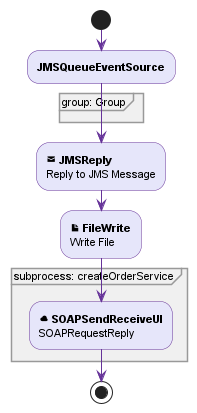 JMSQueueEventSource
group: Group
JMSReply
Reply to JMS Message
FileWrite
Write File
subprocess: createOrderService
SOAPSendReceiveUI
SOAPRequestReply